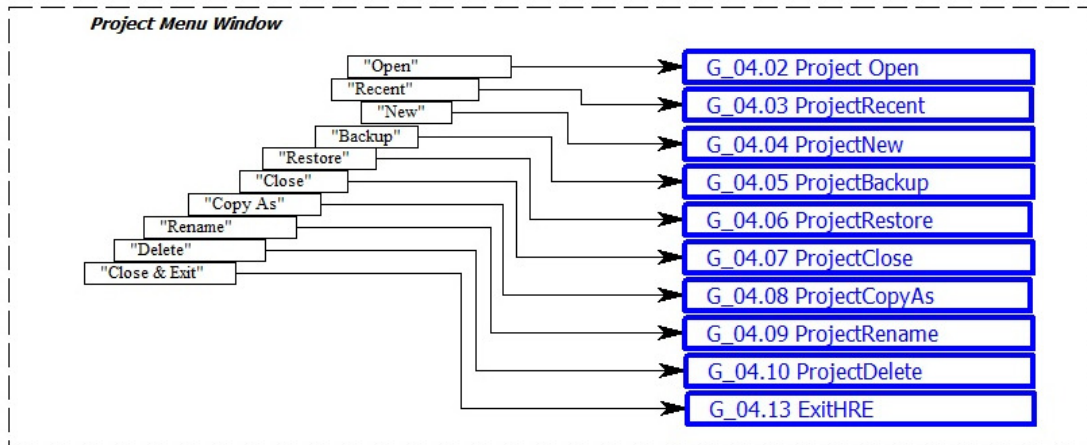 Project Menu Window
"Open"
G_04.02 Project Open
"Recent"
G_04.03 ProjectRecent
"New"
G_04.04 ProjectNew
"Backup"
G_04.05 ProjectBackup
"Restore"
G_04.06 ProjectRestore
"Close"
G_04.07 ProjectClose
"Copy As"
G_04.08 ProjectCopyAs
"Rename"
G_04.09 ProjectRename
"Delete"
G_04.10 ProjectDelete
"Close & Exit"
G_04.13 ExitHRE